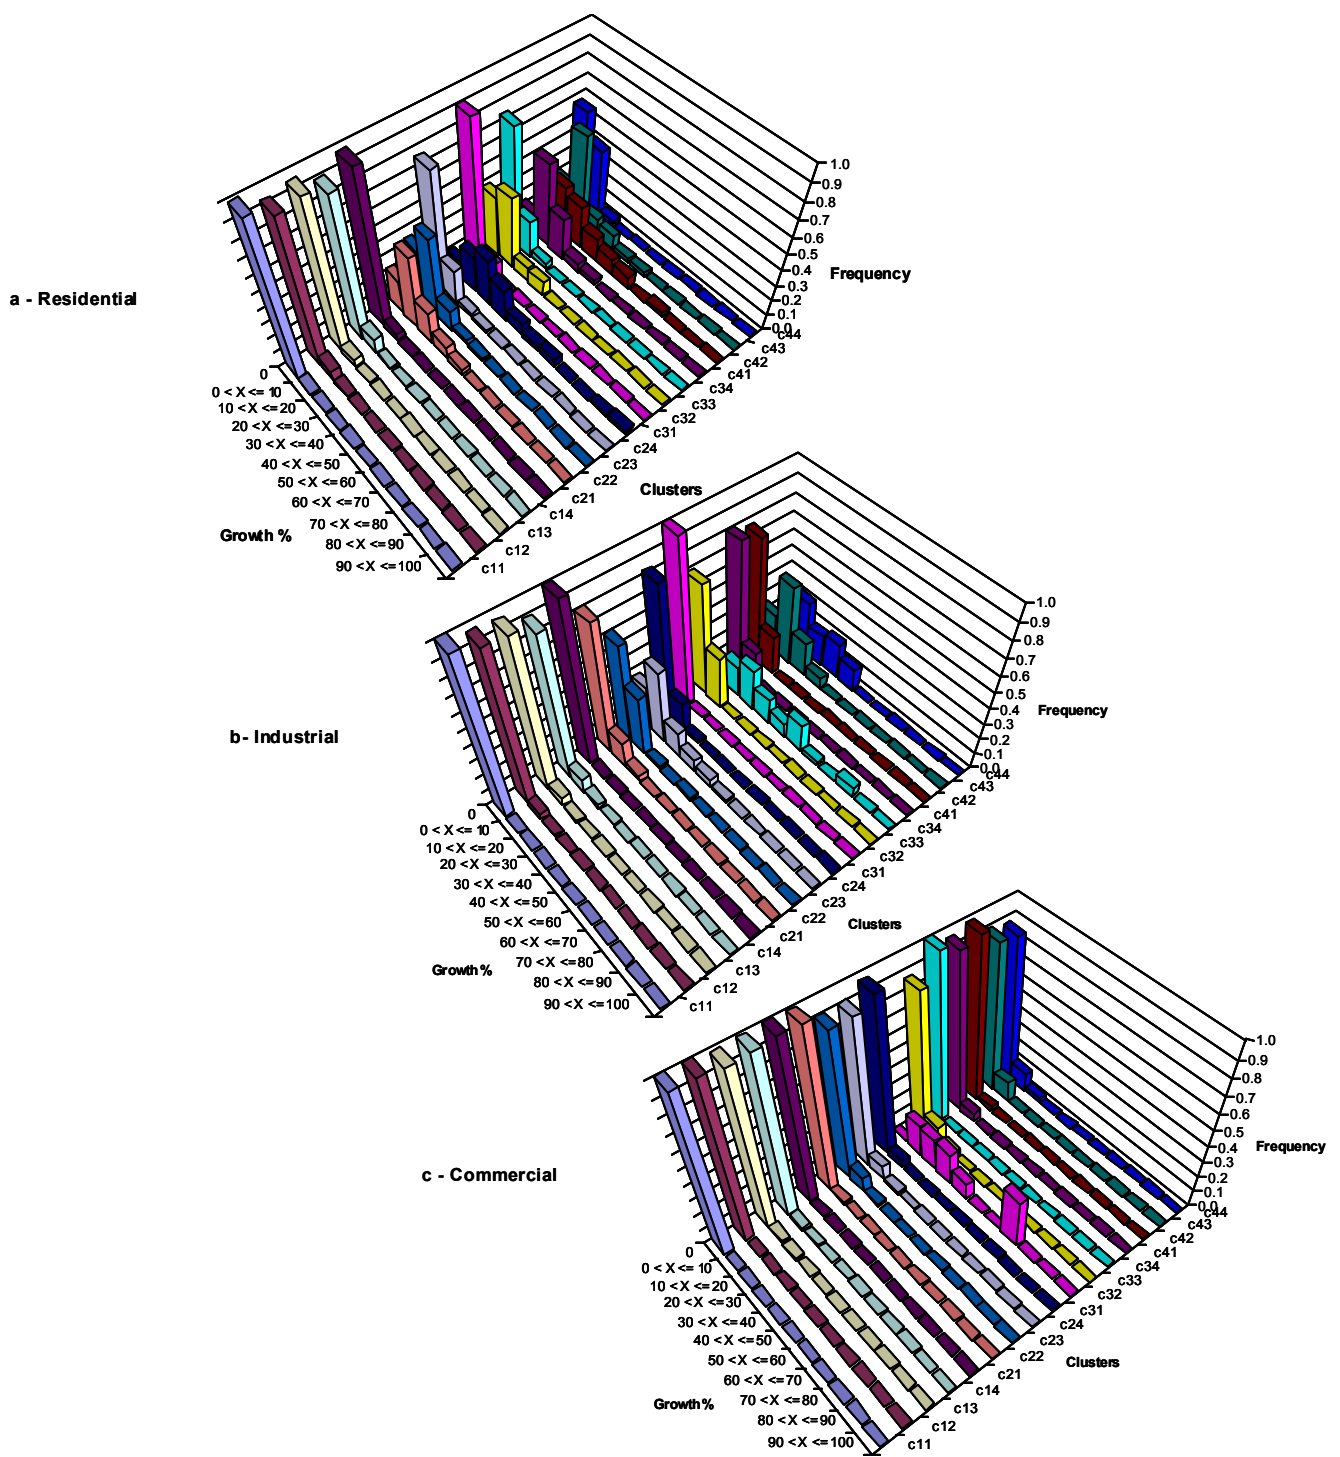 a - Residential
1.0
0.9
0.8
0.7
0.6
0.5
0.4
0.3
0.2
0.1
0.0
Frequency
0
0 < X <= 10
10 < X <=20
20 < X <=30
30 < X <=40
40 <X <=50
50 < X <=60
60 < X <=70
70 < X <=80
80 < X <=90
90 <X <=100
Growth %
c11
c12
c13
c14
c21
c22
c23
c24
c31
c32
c33
c34
c41
c42
c43
c44
Clusters
b- Industrial
1.0
0.9
0.8
0.7
0.6
0.5
0.4
0.3
0.2
0.1
0.0
Frequency
0
0 < X <= 10
10 < X <=20
20 < X <=30
30 < X <=40
40 < X <=50
50 < X <=60
60 < X <=70
70 < X <=80
80 < X <=90
90 <X <=100
Growth%
c11
c12
c13
c14
c21
c22
c23
c24
c31
c32
c33
c34
c41
c42
c43
c44
Clusters
c - Commercial
1.0
0.9
0.8
0.7
0.6
0.5
0.4
0.3
0.2
0.1
0.0
Frequency
0
0 < X <= 10
10 < X <=20
20 < X <=30
30 < X <=40
40 < X <=50
50 <X <=60
60 < X <=70
70 < X <=80
80 < X <=90
90 < X <=100
Growth%
c11
c12
c13
c14
c21
c22
c23
c24
c31
c32
c33
c34
c41
c42
c43
c44
Clusters